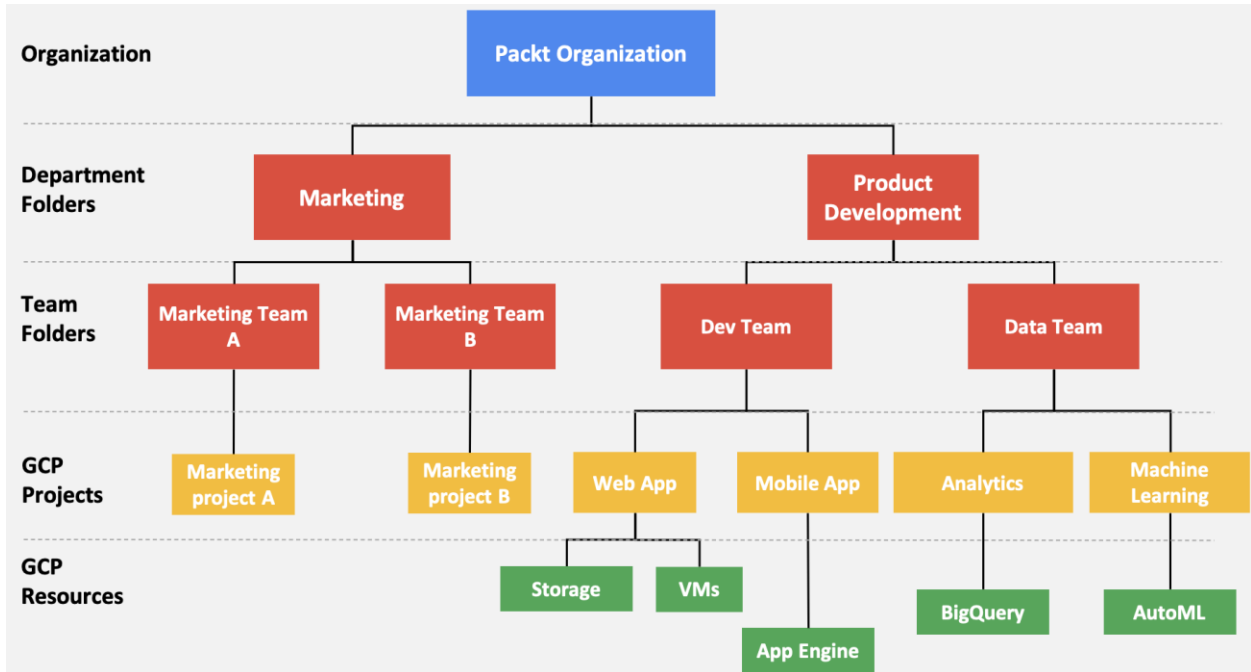 Organization
Packt Organization
Department
Folders
Marketing
Product
Development
Team
Folders
Marketing Team
A
Marketing Team
B
Dev Team
Data Team
GCP
Projects
Marketing
project A
Marketing
project B
Web App
Mobile App
Analytics
Machine
Learning
GCP
Resources
Storage
VMs
App Engine
BigQuery
AutoML